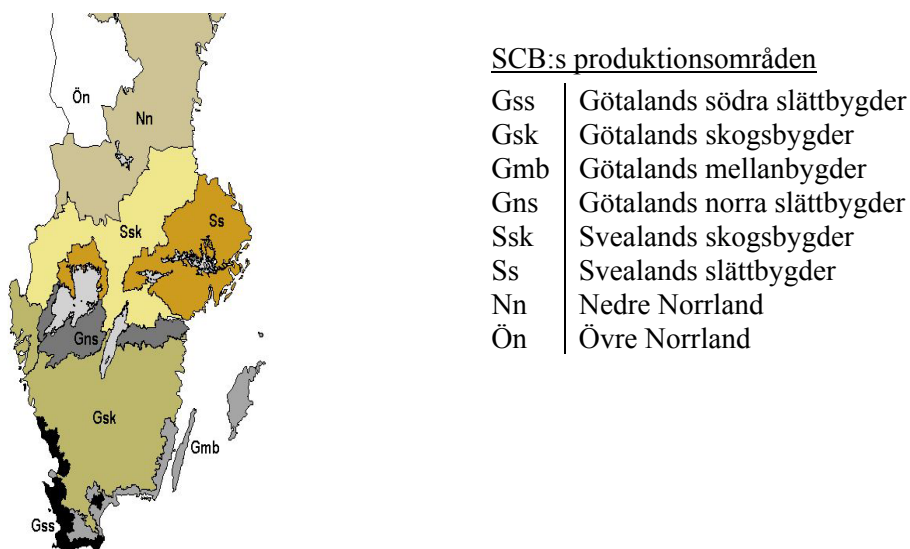 Ön
Nn
Ss
Ssk
Gns
Gsk
Gmb
Gss
SCB:s produktionsområden
Gss Götalands södra slättbygder
Gsk Götalands skogsbygder
Gmb Götalands mellanbygder
Gns Götalands norra slättbygder
Ssk Svealands skogsbygder
Ss Svealands slättbygder
Nn Nedre Norrland
Ön Övre Norrland